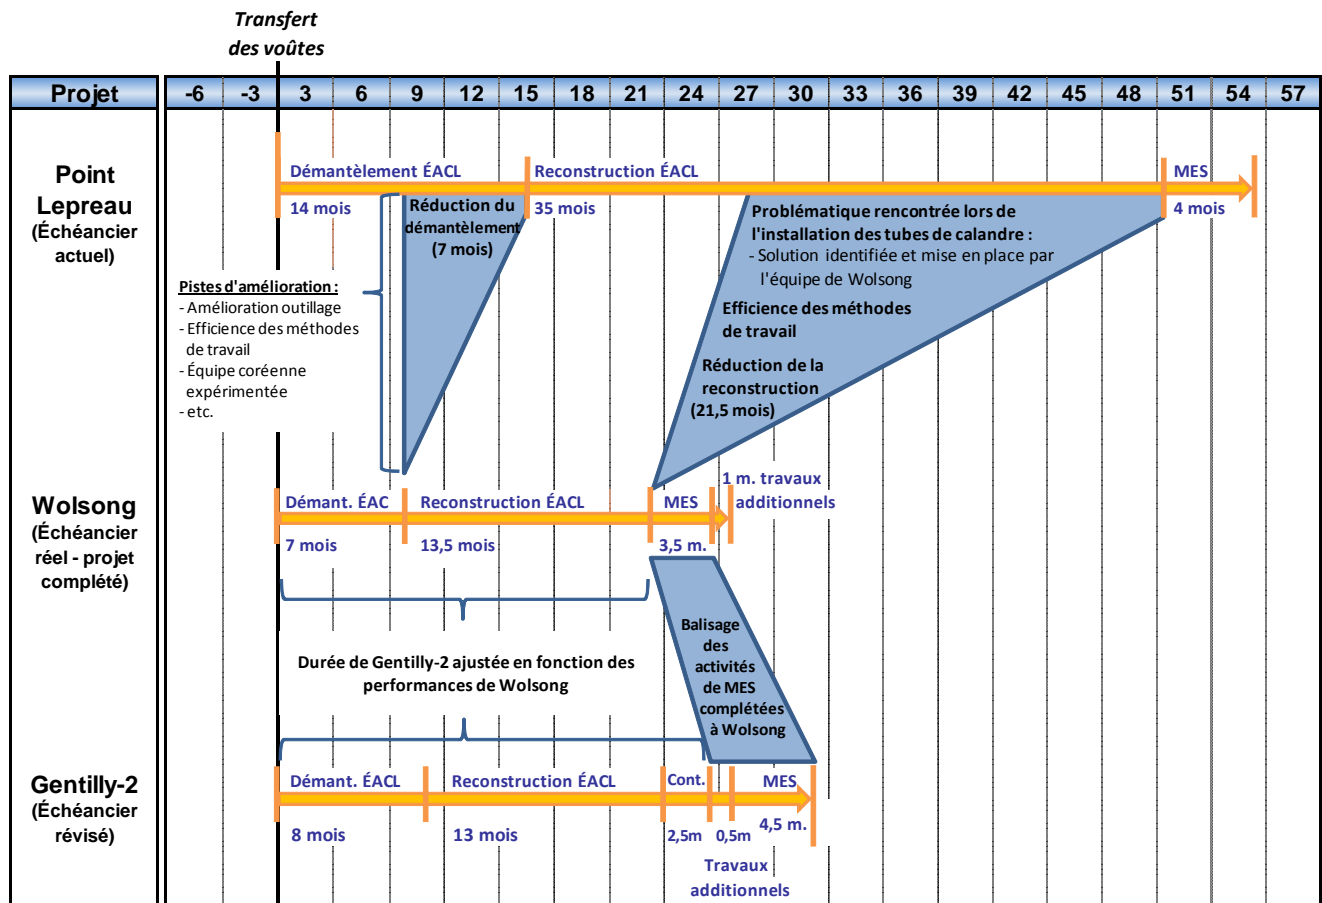 Transfert
des voûtes
Projet -6 -3 3 6 9 12 15 18 21 24 27 30 33 36 39 42 45 48 51 54 57
Point
Lepreau
(Échéancier
actuel)
Démantèlement ÉACL
Reconstruction ÉACL
MES
14 mois
35 mois
4 mois
Réduction du
démantèlement
(7 mois)
Problématique rencontrée lors de
l'installation des tubes de calandre :
- Solution identifiée et mise en place par
l'équipe de Wolsong
Efficience des méthodes
de travail
Réduction de la
reconstruction
(21,5 mois)
Pistes d'amélioration :
- Amélioration outillage
- Efficience des méthodes
de travail
- Équipe coréenne
expérimentée
- etc.
Wolsong
(Échéancier
réel - projet
complété)
Démant. ÉAC
Reconstruction ÉACL
MES
1 m. travaux
additionnels
7 mois
13,5 mois
3,5 m.
Durée de Gentilly-2 ajustée en fonction des
performances de Wolsong
Balisage
des
activités
de MES
complétées
à Wolsong
Gentilly-2
(Échéancier
révisé)
Démant. ÉACL
Reconstruction ÉACL
Cont.
MES
8 mois
13 mois
2,5m
0,5m
4,5 m.
Travaux
additionnels